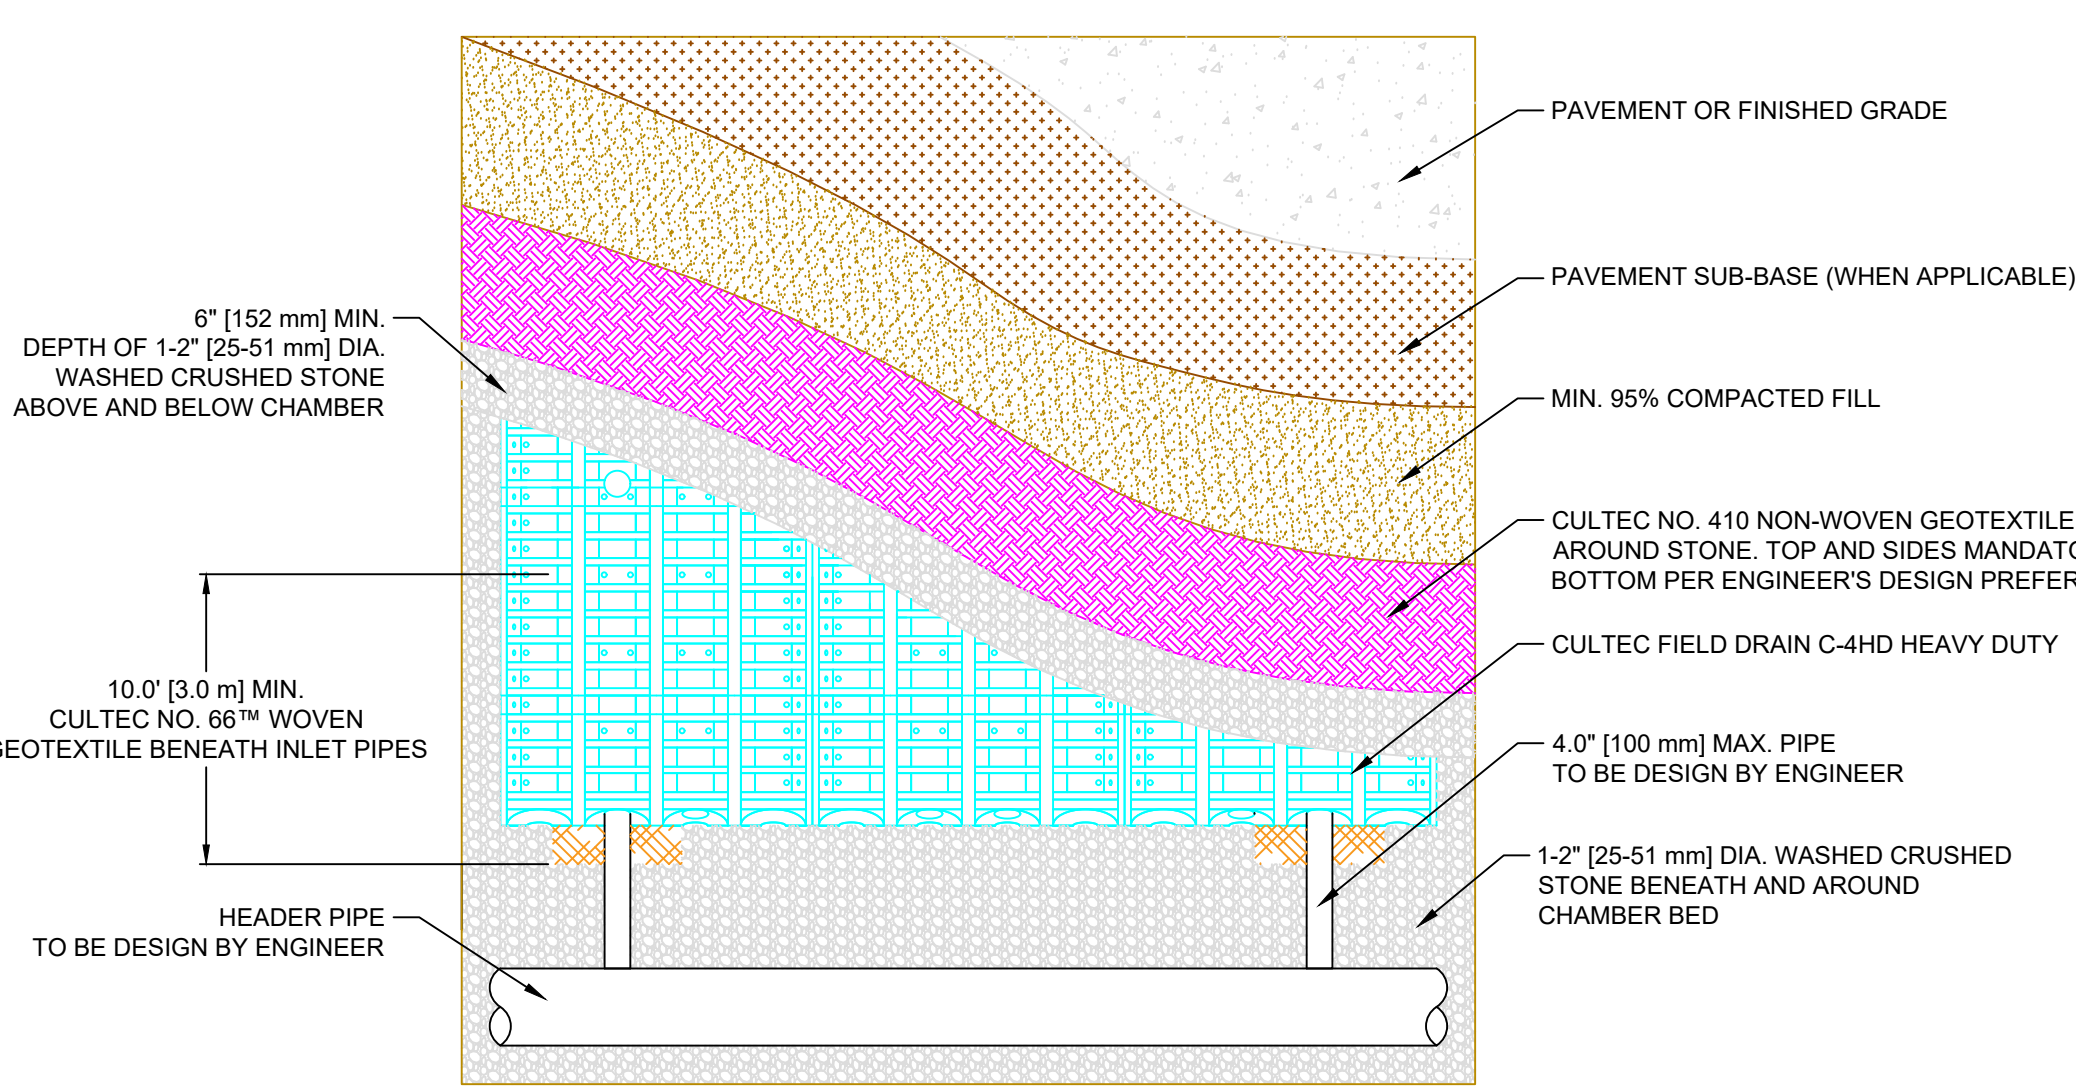 PAVEMENT OR FINISHED GRADE
PAVEMENT SUB-BASE (WHEN APPLICABLE)
6" [152 mm] MIN.
DEPTH OF 1-2" [25-51 mm] DIA.
WASHED CRUSHED STONE
ABOVE AND BELOW CHAMBER
MIN. 95% COMPACTED FILL
CULTEC NO. 410 NON-WOVEN GEOTEXTILE
AROUND STONE. TOP AND SIDES
BOTTOM PER ENGINEER'S DESIGN
CULTEC FIELD DRAIN C-4HD HEAVY DUTY
10.0' [3.0 m] MIN.
CULTEC NO. 66™ WOVEN
GEOTEXTILE BENEATH INLET PIPES
4.0" [100 mm] MAX. PIPE
TO BE DESIGN BY ENGINEER
1-2" [25-51 mm] DIA. WASHED CRUSHED
STONE BENEATH AND AROUND
CHAMBER BED
HEADER PIPE
TO BE DESIGN BY ENGINEER